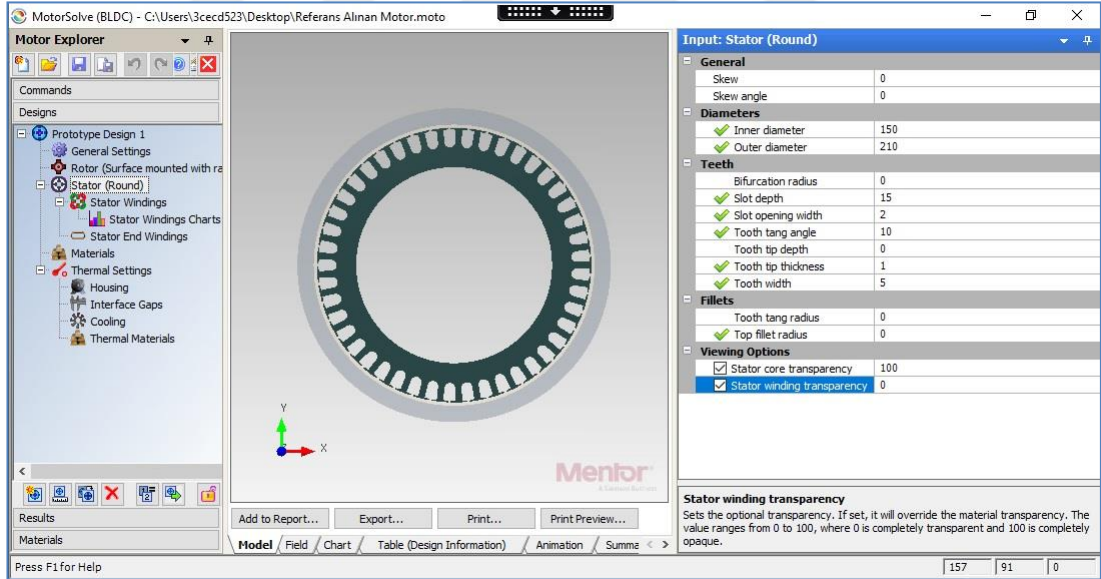 MotorSolve (BLDC) - C:\Users\3cecd523\Desktop\Referans Alınan Motor.moto
Motor Explorer
Commands
Designs
Prototype Design 1
General Settings
Rotor (Surface mounted with ra
Stator (Round)
Stator Windings
Stator Windings Charts
Stator End Windings
Materials
Thermal Settings
Housing
Interface Gaps
Cooling
Thermal Materials
Results
Materials
Y
X
Mentor
Add to Report... Export... Print... Print Preview...
Model Field Chart Table (Design Information) Animation Summa
Input: Stator (Round)
General
Skew 0
Skew angle 0
Diameters
Inner diameter 150
Outer diameter 210
Teeth
Bifurcation radius 0
Slot depth 15
Slot opening width 2
Tooth tang angle 10
Tooth tip depth 0
Tooth tip thickness 1
Tooth width 5
Fillets
Tooth tang radius 0
Top fillet radius 0
Viewing Options
Stator core transparency 100
Stator winding transparency 0
Stator winding transparency
Sets the optional transparency. If set, it will override the material transparency. The
value ranges from 0 to 100, where 0 is completely transparent and 100 is completely
opaque.
Press F1 for Help
157 91 0